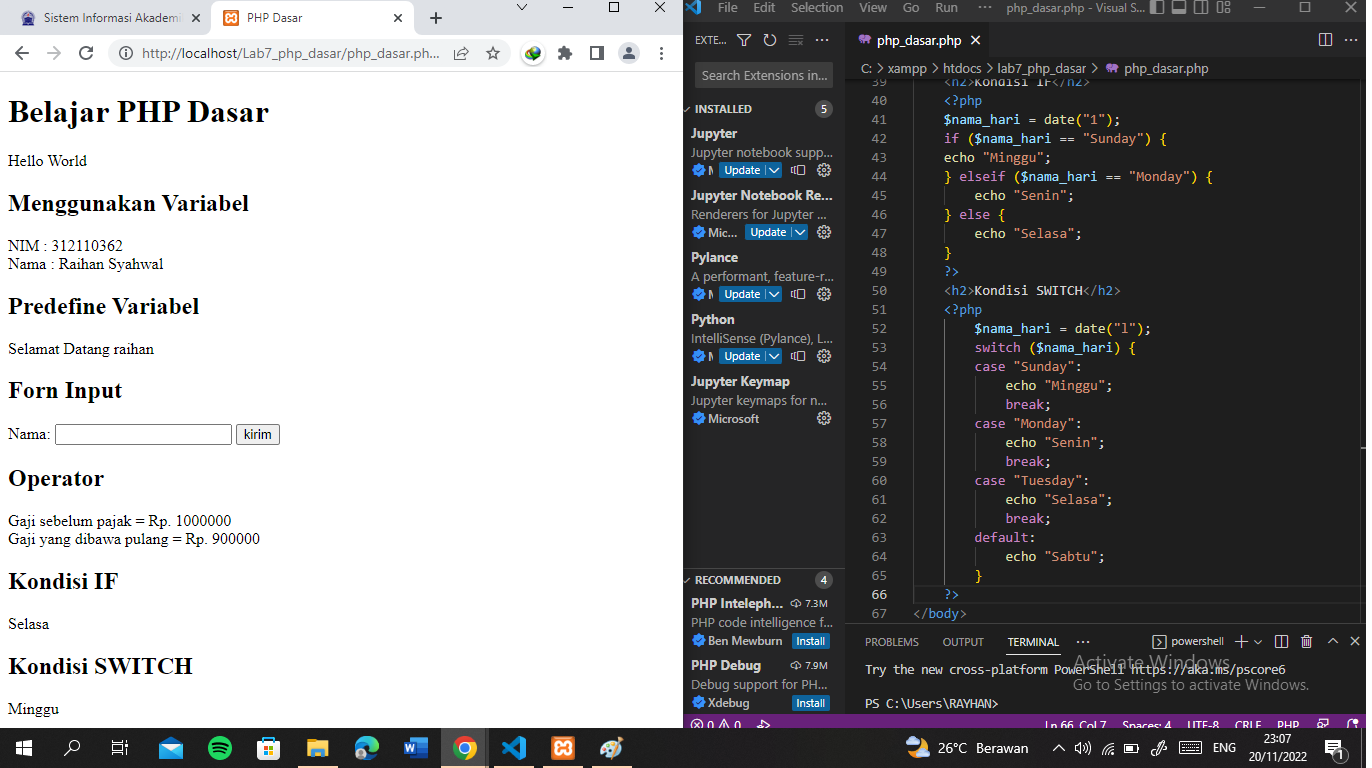 Sistem Informasi Akademi
PHP Dasar
http://localhost/Lab7_php_dasar/php_dasar.ph...
Belajar PHP Dasar
Hello World
Menggunakan Variabel
NIM : 312110362
Nama : Raihan Syahwal
Predefine Variabel
Selamat Datang raihan
Forn Input
Nama:
kirim
Operator
Gaji sebelum pajak = Rp. 1000000
Gaji yang dibawa pulang = Rp. 900000
Kondisi IF
Selasa
Kondisi SWITCH
Minggu
File Edit Selection View Go Run ··· php_dasar.php - Visual S...
EXTE...
Search Extensions in...
INSTALLED 5
Jupyter
Jupyter notebook supp...
M Update
Jupyter Notebook Re...
Renderers for Jupyter ...
Mic... Update
Pylance
A performant, feature-r...
M Update
Python
IntelliSense (Pylance), L...
M Update
Jupyter Keymap
Jupyter keymaps for n...
Microsoft
RECOMMENDED 4
PHP Inteleph... 7.3M
PHP code intelligence f...
Ben Mewburn Install
PHP Debug 7.9M
Debug support for PH...
Xdebug Install
php_dasar.php
C: > xampp > htdocs > lab7_php_dasar > php_dasar.php
39 <h2>Kondisi IF</h2>
40 <?php
41 $nama_hari = date("1");
42 if ($nama_hari == "Sunday") {
43 echo "Minggu";
44 } elseif ($nama_hari == "Monday") {
45 echo "Senin";
46 } else {
47 echo "Selasa";
48 }
49 ?>
50 <h2>Kondisi SWITCH</h2>
51 <?php
52 $nama_hari = date("l");
53 switch ($nama_hari) {
54 case "Sunday":
55 echo "Minggu";
56 break;
57 case "Monday":
58 echo "Senin";
59 break;
60 case "Tuesday":
61 echo "Selasa";
62 break;
63 default:
64 echo "Sabtu";
65 }
66 ?>
67 </body>
PROBLEMS OUTPUT TERMINAL ··· powershell
Try the new cross-platform PowerShell https://aka.ms/pscore6
PS C:\Users\RAYHAN>
Activate Windows
Go to Settings to activate Windows.
0 0 Ln 66, Col 7 Spaces: 4 UTF-8 CRLF PHP
26°C Berawan ENG
23:07
20/11/2022
1